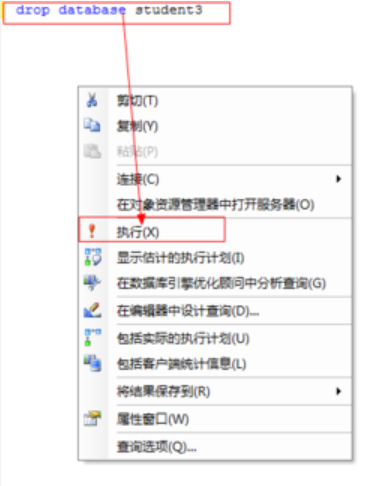 drop database student3
剪切(T)
复制(Y)
粘贴(P)
连接(C)
在对象资源管理器中打开服务器(O)
执行(X)
显示估计的执行计划(L)
在数据库引擎优化顾问中分析查询(G)
在编辑器中设计查询(D)...
包括实际的执行计划(U)
包括客户端统计信息(L)
将结果保存到(R)
属性窗口(W)
查询选项(Q)...